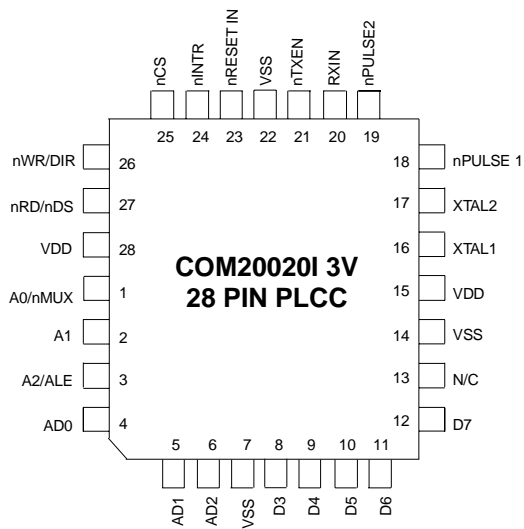 nCS
nINTR
nRESET IN
VSS
nTXEN
RXIN
nPULSE2
25
24
23
22
21
20
19
nWR/DIR
26
18
nPULSE 1
nRD/nDS
27
17
XTAL2
VDD
28
16
XTAL1
COM20020I 3V
28 PIN PLCC
A0/nMUX
1
15
VDD
A1
2
14
VSS
A2/ALE
3
13
N/C
AD0
4
12
D7
5
6
7
8
9
10
11
AD1
AD2
VSS
D3
D4
D5
D6